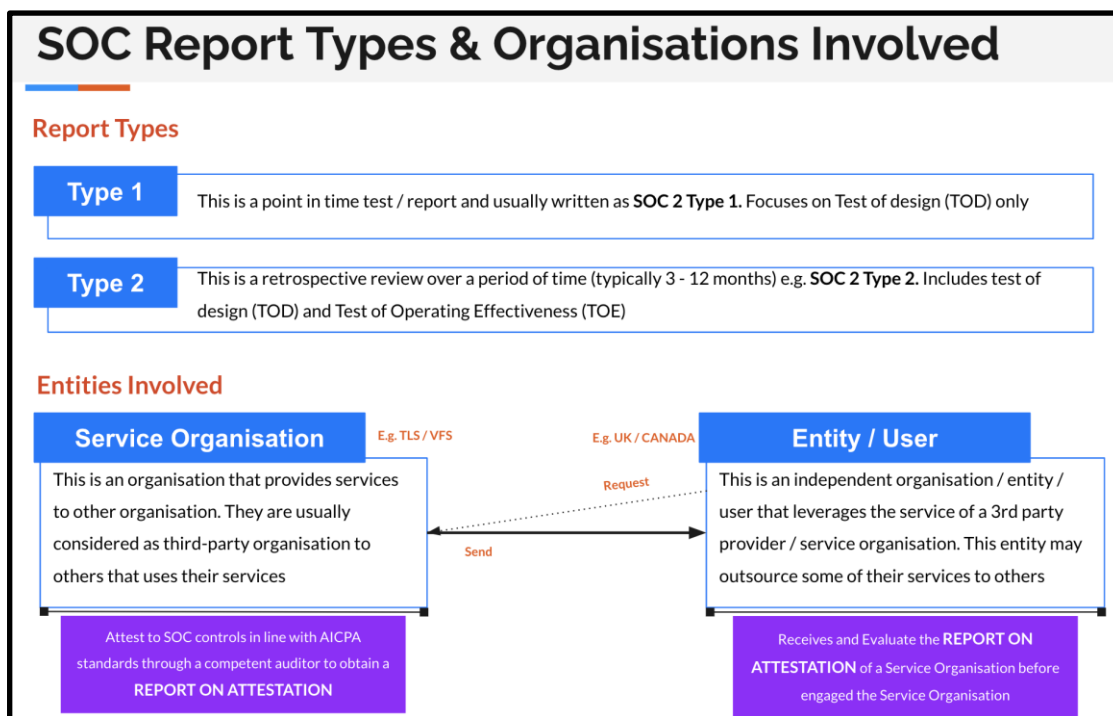 SOC Report Types & Organisations Involved
Report Types
Type 1
This is a point in time test / report and usually written as SOC 2 Type 1. Focuses on Test of design (TOD) only
Type 2
This is a retrospective review over a period of time (typically 3 - 12 months) e.g. SOC 2 Type 2. Includes test of
design (TOD) and Test of Operating Effectiveness (TOE)
Entities Involved
Service Organisation
E.g. TLS / VFS
This is an organisation that provides services
to other organisation. They are usually
considered as third-party organisation to
others that uses their services
Attest to SOC controls in line with AICPA
standards through a competent auditor to obtain a
REPORT ON ATTESTATION
Request
Send
E.g. UK / CANADA
Entity / User
This is an independent organisation / entity /
user that leverages the service of a 3rd party
provider / service organisation. This entity may
outsource some of their services to others
Receives and Evaluate the REPORT ON
ATTESTATION of a Service Organisation before
engaged the Service Organisation